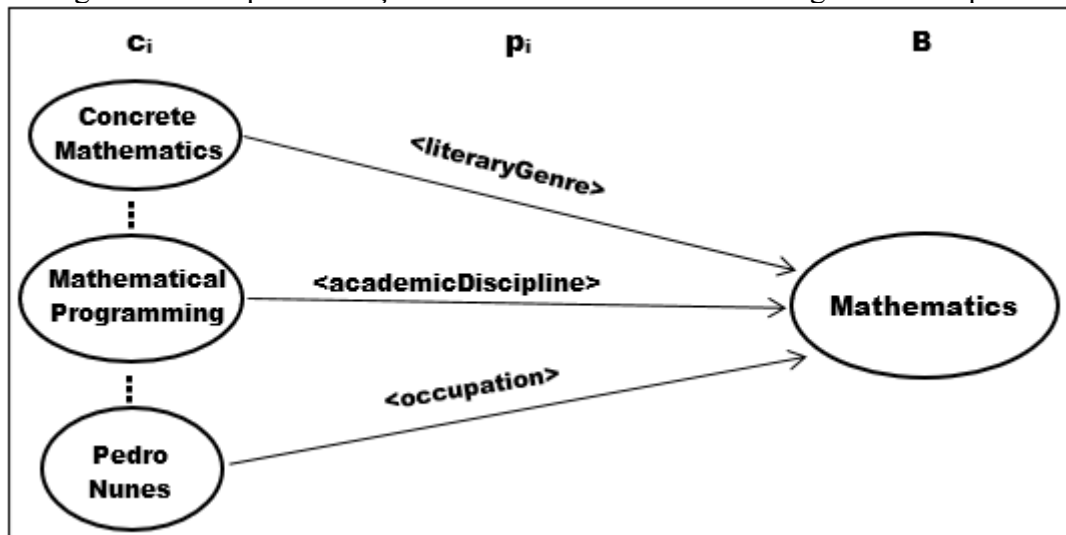 cᵢ pᵢ B
Concrete
Mathematics
<literaryGenre>
Mathematical
Programming
<academicDiscipline>
Mathematics
<occupation>
Pedro
Nunes